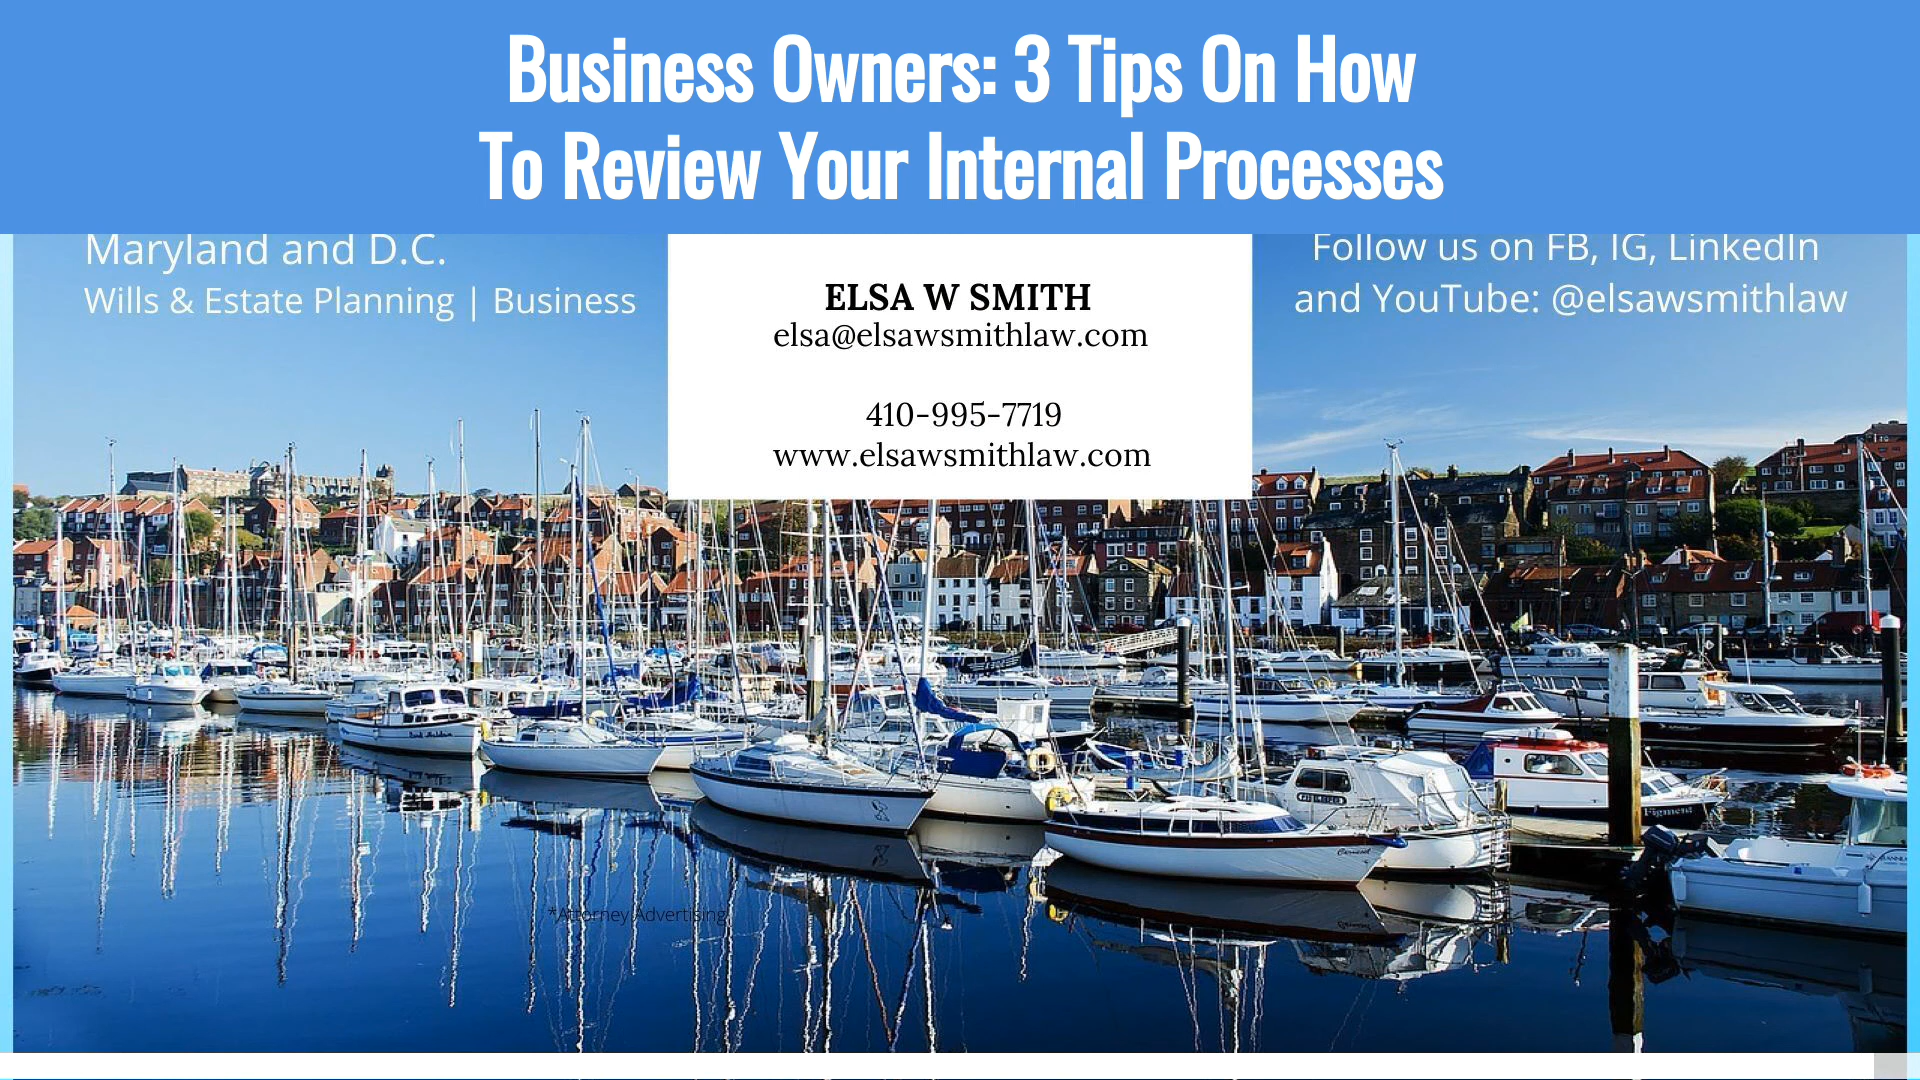 Business Owners: 3 Tips On How
To Review Your Internal Processes
Maryland and D.C.
Wills & Estate Planning | Business
ELSA W SMITH
elsa@elsawsmithlaw.com
410-995-7719
www.elsawsmithlaw.com
Follow us on FB, IG, LinkedIn
and YouTube: @elsawsmithlaw
*Attorney Advertising